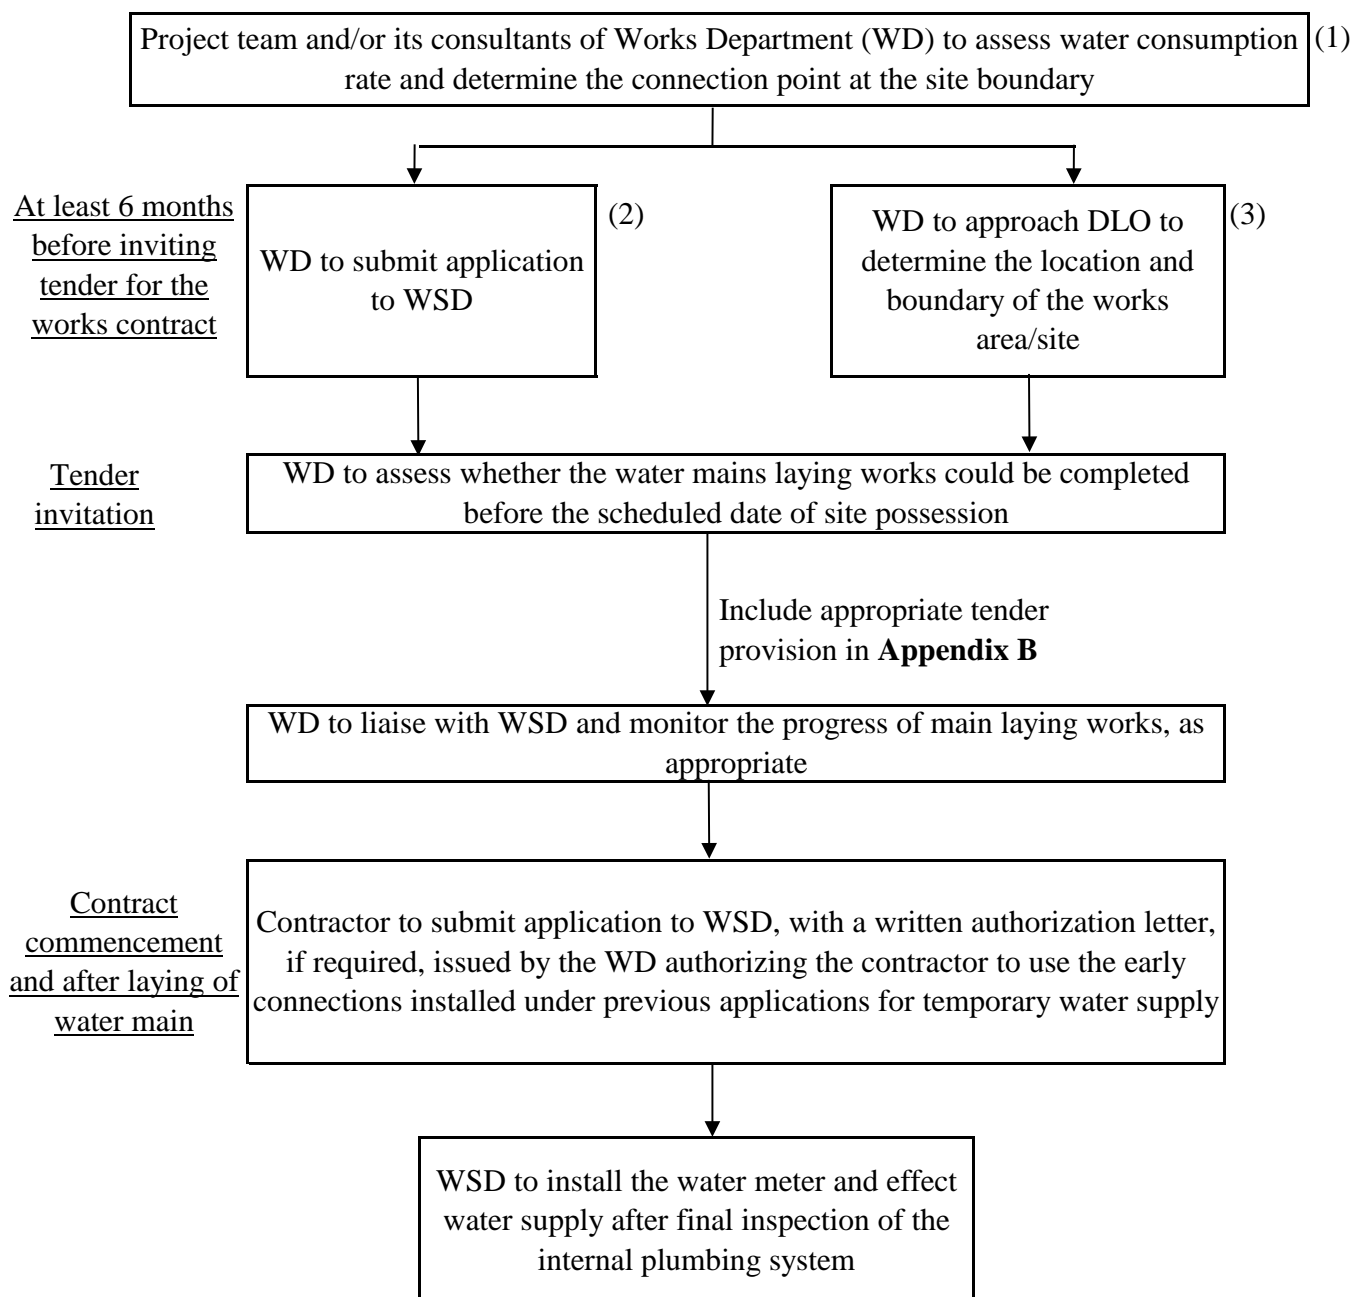 Project team and/or its consultants of Works Department (WD) to assess water consumption
rate and determine the connection point at the site boundary
(1)
At least 6 months
before inviting
tender for the
works contract
WD to submit application
to WSD
(2)
WD to approach DLO to
determine the location and
boundary of the works
area/site
(3)
Tender
invitation
WD to assess whether the water mains laying works could be completed
before the scheduled date of site possession
Include appropriate tender
provision in Appendix B
WD to liaise with WSD and monitor the progress of main laying works, as
appropriate
Contract
commencement
and after laying of
water main
Contractor to submit application to WSD, with a written authorization letter,
if required, issued by the WD authorizing the contractor to use the early
connections installed under previous applications for temporary water supply
WSD to install the water meter and effect
water supply after final inspection of the
internal plumbing system